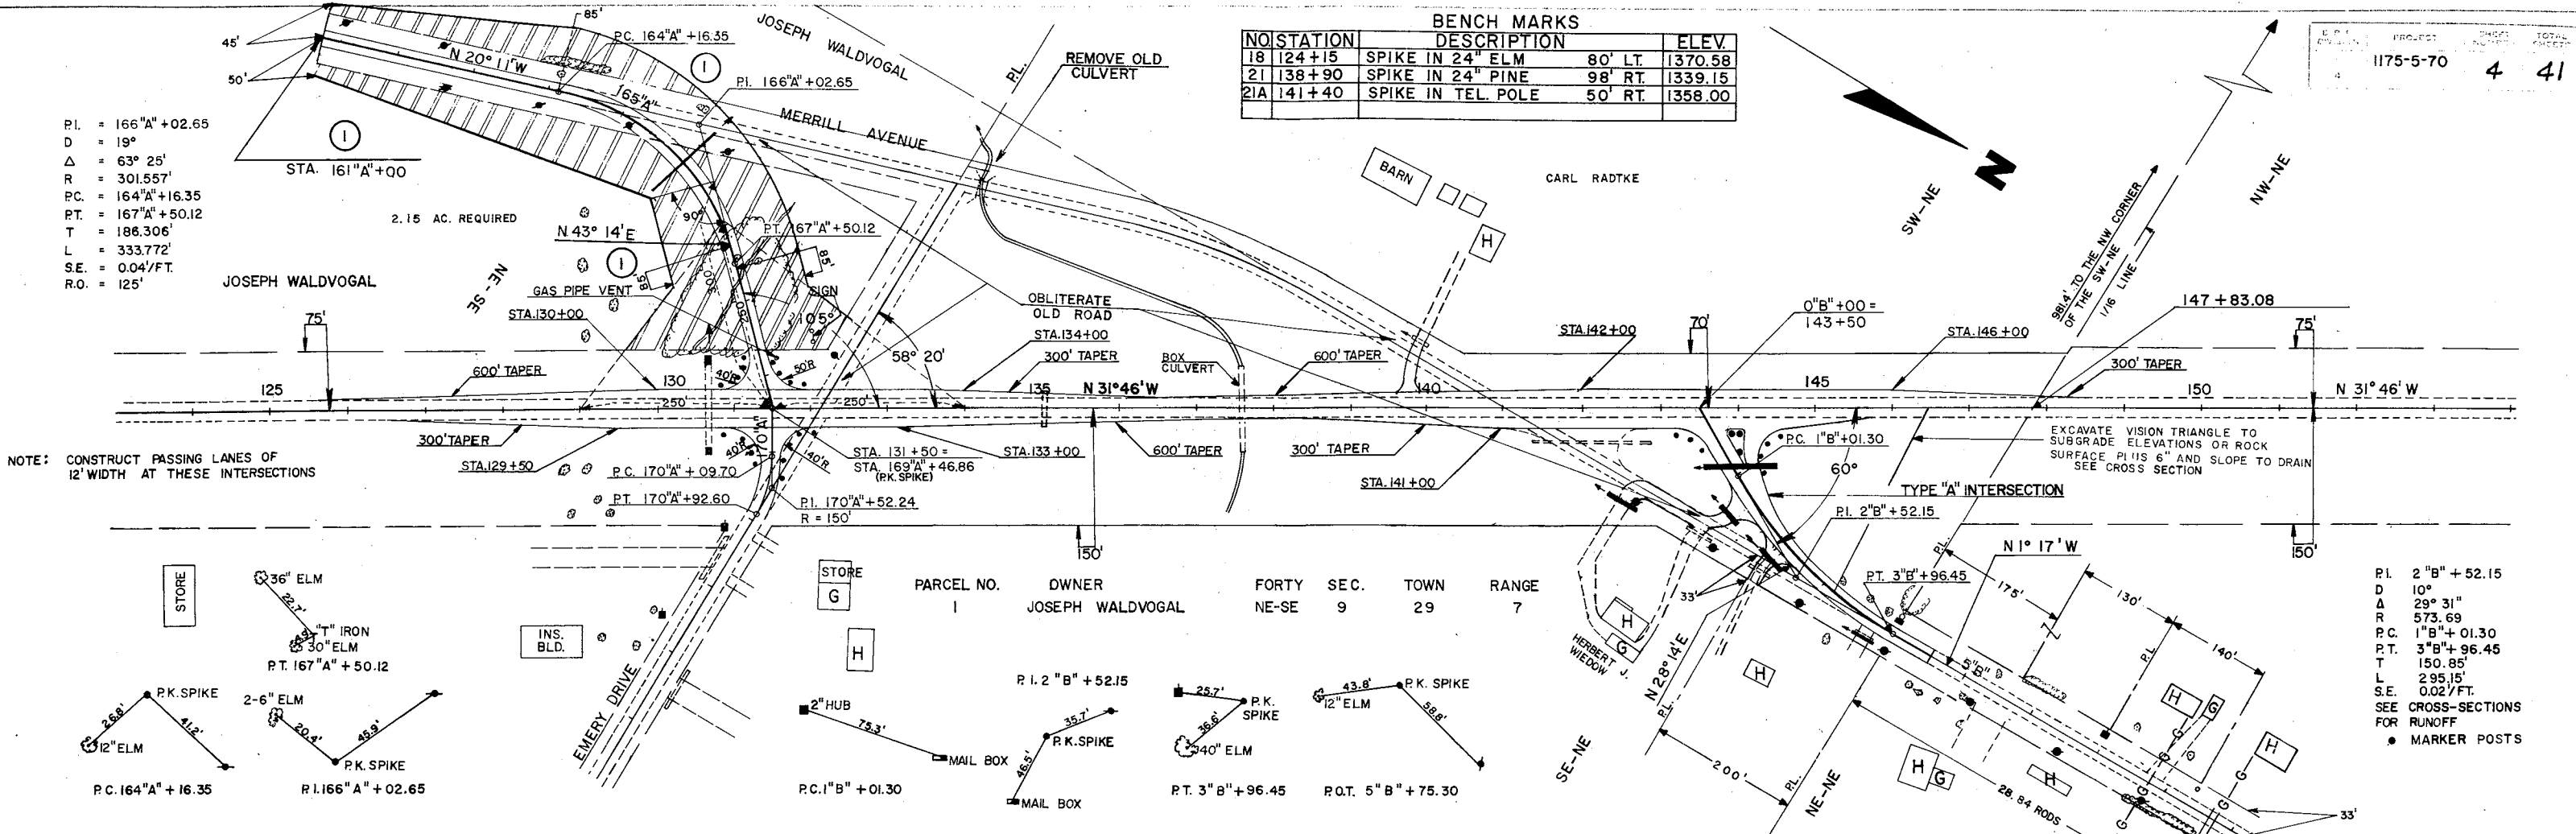 BENCH MARKS
NO. STATION DESCRIPTION ELEV.
18 124+15 SPIKE IN 24" ELM 80' LT. 1370.58
21 138+90 SPIKE IN 24" PINE 98' RT. 1339.15
21A 141+40 SPIKE IN TEL. POLE 50' RT. 1358.00
PROJECT
1175-5-70 4 41
45'
50'
85'
P.C. 164"A"+16.35
N 20° 11' W
165"A"
1
P.I. 166"A"+02.65
JOSEPH WALDVOGAL
MERRILL AVENUE
P.L.
REMOVE OLD
CULVERT
P.I. = 166"A"+02.65
D = 19°
Δ = 63° 25'
R = 301.557'
P.C. = 164"A"+16.35
P.T. = 167"A"+50.12
T = 186.306'
L = 333.772'
S.E. = 0.04'/FT.
R.O. = 125'
1
STA. 161"A"+00
2.15 AC. REQUIRED
JOSEPH WALDVOGAL
NE-SE
90°
N 43° 14' E
P.T. 167"A"+50.12
1
85'
GAS PIPE VENT
SIGN
105°
58° 20'
STA.130+00
OBLITERATE
OLD ROAD
STA.134+00
300' TAPER
BOX
CULVERT
600' TAPER
BARN
H
CARL RADTKE
N
SW-NE
NW-NE
981.4' TO THE NW CORNER
OF THE SW-NE
1/16 LINE
147+83.08
0"B"+00 =
143+50
STA.142+00
70'
STA.146+00
75'
300' TAPER
75'
600' TAPER
40'R
50'R
125
130
135
N 31° 46' W
140
145
150
N 31° 46' W
250'
250'
170"A"
300' TAPER
STA.129+50
40'R
140'R
STA. 131+50 =
STA. 169"A"+46.86
(P.K. SPIKE)
STA.133+00
600' TAPER
300' TAPER
STA.141+00
P.C. 170"A"+09.70
P.T. 170"A"+92.60
P.I. 170"A"+52.24
R = 150'
150'
P.C. 1"B"+01.30
60°
EXCAVATE VISION TRIANGLE TO
SUBGRADE ELEVATIONS OR ROCK
SURFACE PLUS 6" AND SLOPE TO DRAIN
SEE CROSS SECTION
TYPE "A" INTERSECTION
P.I. 2"B"+52.15
N 1° 17' W
150'
NOTE: CONSTRUCT PASSING LANES OF
12' WIDTH AT THESE INTERSECTIONS
STORE
36" ELM
22.7'
"T" IRON
30" ELM
P.T. 167"A"+50.12
INS.
BLD.
STORE
G
H
PARCEL NO. OWNER FORTY SEC. TOWN RANGE
1 JOSEPH WALDVOGAL NE-SE 9 29 7
P.T. 3"B"+96.45
P.L.
175'
130'
140'
P.L.
33'
H
G
HERBERT J.
WIEDOW
N 28° 14' E
P.L.
H
5"B"
H
G
H
P.I. 2"B"+52.15
D 10°
Δ 29° 31"
R 573.69
P.C. 1"B"+01.30
P.T. 3"B"+96.45
T 150.85'
L 295.15'
S.E. 0.02'/FT.
SEE CROSS-SECTIONS
FOR RUNOFF
MARKER POSTS
P.K. SPIKE
26.8'
41.2'
12" ELM
P.C. 164"A"+16.35
2-6" ELM
20.4'
45.9'
P.K. SPIKE
P.I. 166"A"+02.65
EMERY DRIVE
2" HUB
75.3'
MAIL BOX
P.C. 1"B"+01.30
P.I. 2"B"+52.15
35.7'
P.K. SPIKE
46.5'
MAIL BOX
25.7'
P.K.
SPIKE
36.6'
40" ELM
P.T. 3"B"+96.45
43.8'
P.K. SPIKE
12" ELM
58.8'
P.O.T. 5"B"+75.30
SE-NE
200'
P.L.
NE-NE
H
G
H
28.84 RODS
G
G
G
G
33'